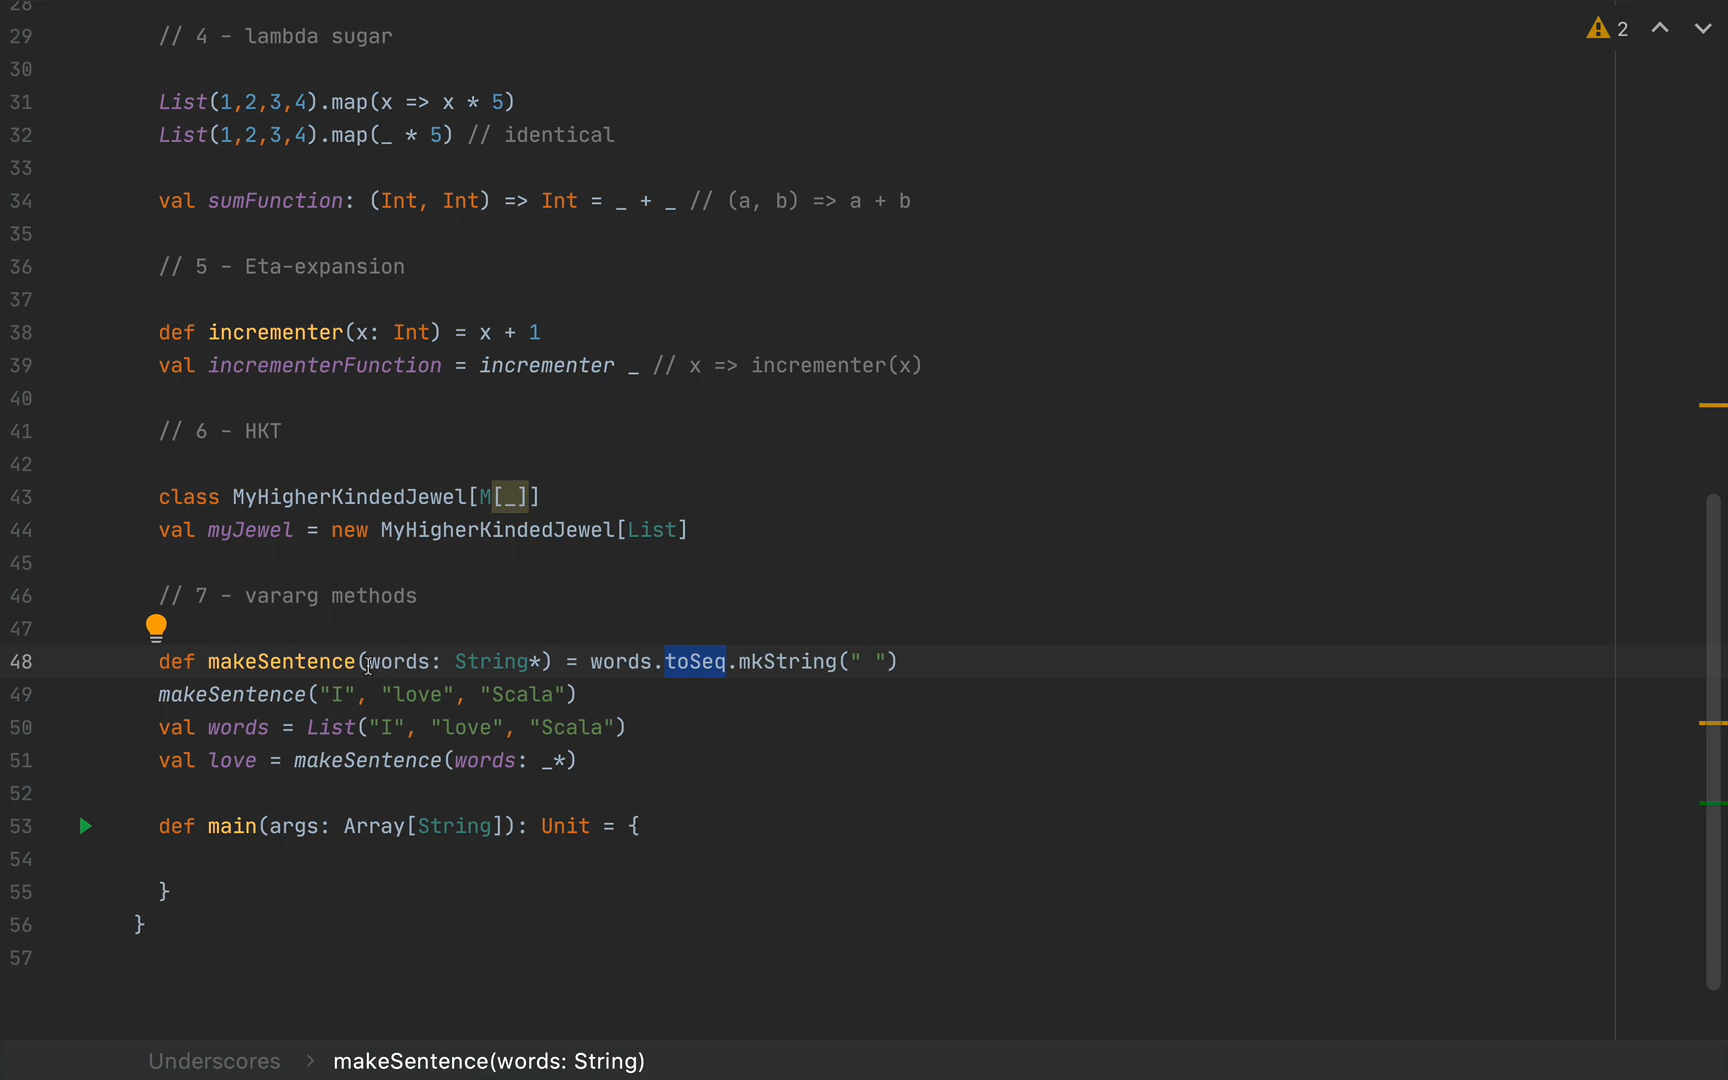 28
29 // 4 - lambda sugar
2
30
31 List(1,2,3,4).map(x => x * 5)
32 List(1,2,3,4).map(_ * 5) // identical
33
34 val sumFunction: (Int, Int) => Int = _ + _ // (a, b) => a + b
35
36 // 5 - Eta-expansion
37
38 def incrementer(x: Int) = x + 1
39 val incrementerFunction = incrementer _ // x => incrementer(x)
40
41 // 6 - HKT
42
43 class MyHigherKindedJewel[M[_]]
44 val myJewel = new MyHigherKindedJewel[List]
45
46 // 7 - vararg methods
47
48 def makeSentence(words: String*) = words.toSeq.mkString(" ")
49 makeSentence("I", "love", "Scala")
50 val words = List("I", "love", "Scala")
51 val love = makeSentence(words: _*)
52
53 def main(args: Array[String]): Unit = {
54
55 }
56 }
57
Underscores > makeSentence(words: String)